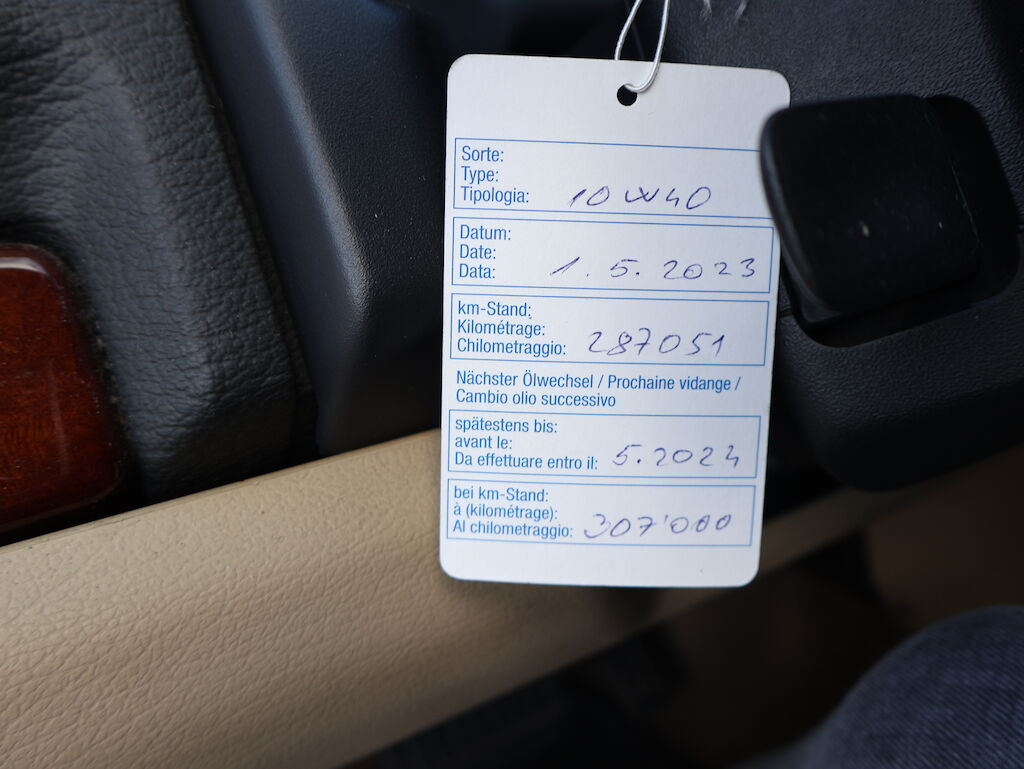 Sorte:
Type:
Tipologia: 10W40
Datum:
Date:
Data: 1.5.2023
km-Stand:
Kilométrage:
Chilometraggio: 287051
Nächster Ölwechsel / Prochaine vidange /
Cambio olio successivo
spätestens bis:
avant le:
Da effettuare entro il: 5.2024
bei km-Stand:
à (kilométrage):
Al chilometraggio: 307'000